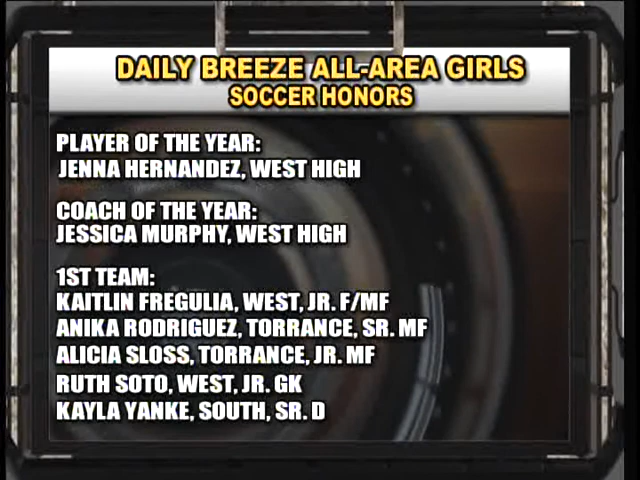 DAILY BREEZE ALL-AREA GIRLS
SOCCER HONORS
PLAYER OF THE YEAR:
JENNA HERNANDEZ, WEST HIGH
COACH OF THE YEAR:
JESSICA MURPHY, WEST HIGH
1ST TEAM:
KAITLIN FREGULIA, WEST, JR. F/MF
ANIKA RODRIGUEZ, TORRANCE, SR. MF
ALICIA SLOSS, TORRANCE, JR. MF
RUTH SOTO, WEST, JR. GK
KAYLA YANKE, SOUTH, SR. D